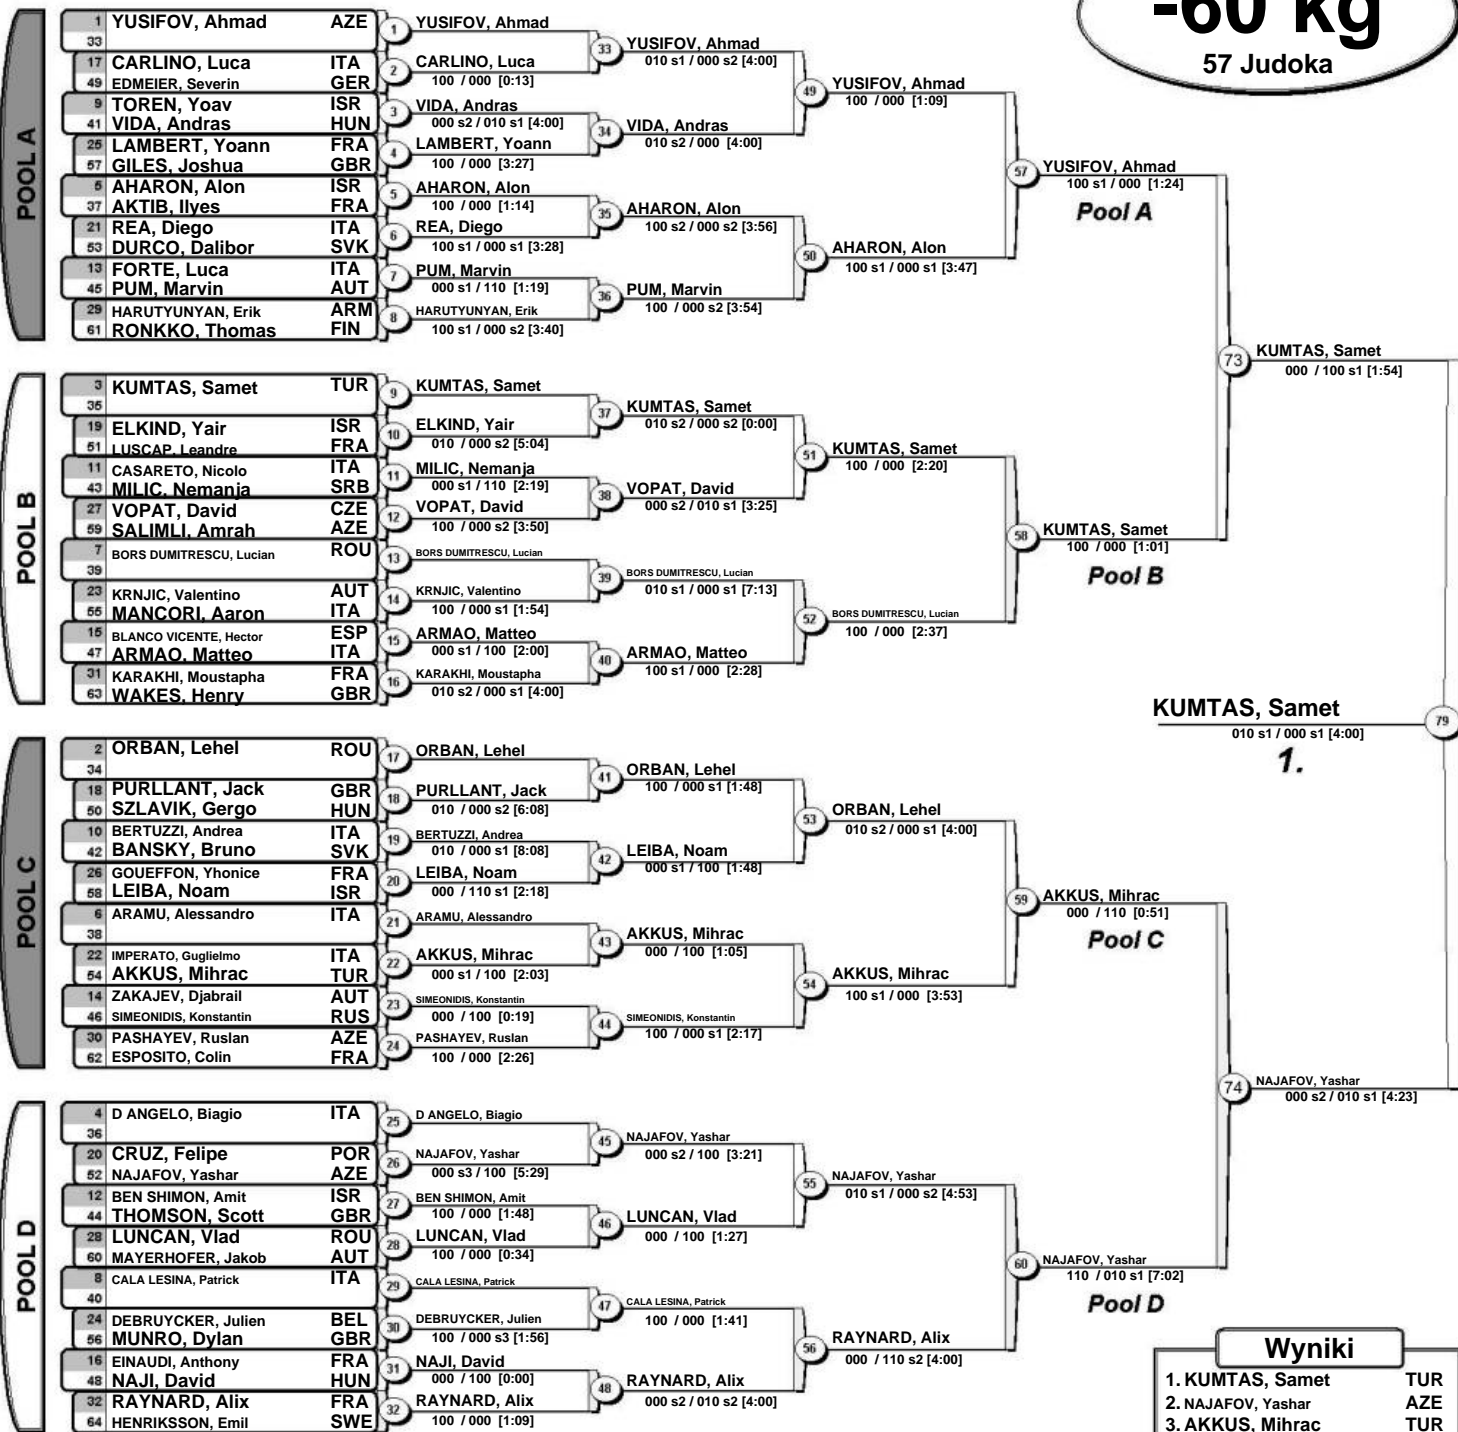 -60 kg
57 Judoka
POOL A
1 YUSIFOV, Ahmad AZE
33
17 CARLINO, Luca ITA
49 EDMEIER, Severin GER
9 TOREN, Yoav ISR
41 VIDA, Andras HUN
25 LAMBERT, Yoann FRA
57 GILES, Joshua GBR
5 AHARON, Alon ISR
37 AKTIB, Ilyes FRA
21 REA, Diego ITA
53 DURCO, Dalibor SVK
13 FORTE, Luca ITA
45 PUM, Marvin AUT
29 HARUTYUNYAN, Erik ARM
61 RONKKO, Thomas FIN
1 YUSIFOV, Ahmad
2 CARLINO, Luca
100 / 000 [0:13]
3 VIDA, Andras
000 s2 / 010 s1 [4:00]
4 LAMBERT, Yoann
100 / 000 [3:27]
5 AHARON, Alon
100 / 000 [1:14]
6 REA, Diego
100 s1 / 000 s1 [3:28]
7 PUM, Marvin
000 s1 / 110 [1:19]
8 HARUTYUNYAN, Erik
100 s1 / 000 s2 [3:40]
33 YUSIFOV, Ahmad
010 s1 / 000 s2 [4:00]
34 VIDA, Andras
010 s2 / 000 [4:00]
35 AHARON, Alon
100 s2 / 000 s2 [3:56]
36 PUM, Marvin
100 / 000 s2 [3:54]
49 YUSIFOV, Ahmad
100 / 000 [1:09]
50 AHARON, Alon
100 s1 / 000 s1 [3:47]
57 YUSIFOV, Ahmad
100 s1 / 000 [1:24]
Pool A
POOL B
3 KUMTAS, Samet TUR
35
19 ELKIND, Yair ISR
51 LUSCAP, Leandre FRA
11 CASARETO, Nicolo ITA
43 MILIC, Nemanja SRB
27 VOPAT, David CZE
59 SALIMLI, Amrah AZE
7 BORS DUMITRESCU, Lucian ROU
39
23 KRNJIC, Valentino AUT
55 MANCORI, Aaron ITA
15 BLANCO VICENTE, Hector ESP
47 ARMAO, Matteo ITA
31 KARAKHI, Moustapha FRA
63 WAKES, Henry GBR
9 KUMTAS, Samet
10 ELKIND, Yair
010 / 000 s2 [5:04]
11 MILIC, Nemanja
000 s1 / 110 [2:19]
12 VOPAT, David
100 / 000 s2 [3:50]
13 BORS DUMITRESCU, Lucian
14 KRNJIC, Valentino
100 / 000 s1 [1:54]
15 ARMAO, Matteo
000 s1 / 100 [2:00]
16 KARAKHI, Moustapha
010 s2 / 000 s1 [4:00]
37 KUMTAS, Samet
010 s2 / 000 s2 [0:00]
38 VOPAT, David
000 s2 / 010 s1 [3:25]
39 BORS DUMITRESCU, Lucian
010 s1 / 000 s1 [7:13]
40 ARMAO, Matteo
100 s1 / 000 [2:28]
51 KUMTAS, Samet
100 / 000 [2:20]
52 BORS DUMITRESCU, Lucian
100 / 000 [2:37]
58 KUMTAS, Samet
100 / 000 [1:01]
Pool B
73 KUMTAS, Samet
000 / 100 s1 [1:54]
KUMTAS, Samet 79
010 s1 / 000 s1 [4:00]
1.
POOL C
2 ORBAN, Lehel ROU
34
18 PURLLANT, Jack GBR
50 SZLAVIK, Gergo HUN
10 BERTUZZI, Andrea ITA
42 BANSKY, Bruno SVK
26 GOUEFFON, Yhonice FRA
58 LEIBA, Noam ISR
6 ARAMU, Alessandro ITA
38
22 IMPERATO, Guglielmo ITA
54 AKKUS, Mihrac TUR
14 ZAKAJEV, Djabrail AUT
46 SIMEONIDIS, Konstantin RUS
30 PASHAYEV, Ruslan AZE
62 ESPOSITO, Colin FRA
17 ORBAN, Lehel
18 PURLLANT, Jack
010 / 000 s2 [6:08]
19 BERTUZZI, Andrea
010 / 000 s1 [8:08]
20 LEIBA, Noam
000 / 110 s1 [2:18]
21 ARAMU, Alessandro
22 AKKUS, Mihrac
000 s1 / 100 [2:03]
23 SIMEONIDIS, Konstantin
000 / 100 [0:19]
24 PASHAYEV, Ruslan
100 / 000 [2:26]
41 ORBAN, Lehel
100 / 000 s1 [1:48]
42 LEIBA, Noam
000 s1 / 100 [1:48]
43 AKKUS, Mihrac
000 / 100 [1:05]
44 SIMEONIDIS, Konstantin
100 / 000 s1 [2:17]
53 ORBAN, Lehel
010 s2 / 000 s1 [4:00]
54 AKKUS, Mihrac
100 s1 / 000 [3:53]
59 AKKUS, Mihrac
000 / 110 [0:51]
Pool C
74 NAJAFOV, Yashar
000 s2 / 010 s1 [4:23]
POOL D
4 D ANGELO, Biagio ITA
36
20 CRUZ, Felipe POR
52 NAJAFOV, Yashar AZE
12 BEN SHIMON, Amit ISR
44 THOMSON, Scott GBR
28 LUNCAN, Vlad ROU
60 MAYERHOFER, Jakob AUT
8 CALA LESINA, Patrick ITA
40
24 DEBRUYCKER, Julien BEL
56 MUNRO, Dylan GBR
16 EINAUDI, Anthony FRA
48 NAJI, David HUN
32 RAYNARD, Alix FRA
64 HENRIKSSON, Emil SWE
25 D ANGELO, Biagio
26 NAJAFOV, Yashar
000 s3 / 100 [5:29]
27 BEN SHIMON, Amit
100 / 000 [1:48]
28 LUNCAN, Vlad
100 / 000 [0:34]
29 CALA LESINA, Patrick
30 DEBRUYCKER, Julien
100 / 000 s3 [1:56]
31 NAJI, David
000 / 100 [0:00]
32 RAYNARD, Alix
100 / 000 [1:09]
45 NAJAFOV, Yashar
000 s2 / 100 [3:21]
46 LUNCAN, Vlad
000 / 100 [1:27]
47 CALA LESINA, Patrick
100 / 000 [1:41]
48 RAYNARD, Alix
000 s2 / 010 s2 [4:00]
55 NAJAFOV, Yashar
010 s1 / 000 s2 [4:53]
56 RAYNARD, Alix
000 / 110 s2 [4:00]
60 NAJAFOV, Yashar
110 / 010 s1 [7:02]
Pool D
Wyniki
1. KUMTAS, Samet TUR
2. NAJAFOV, Yashar AZE
3. AKKUS, Mihrac TUR